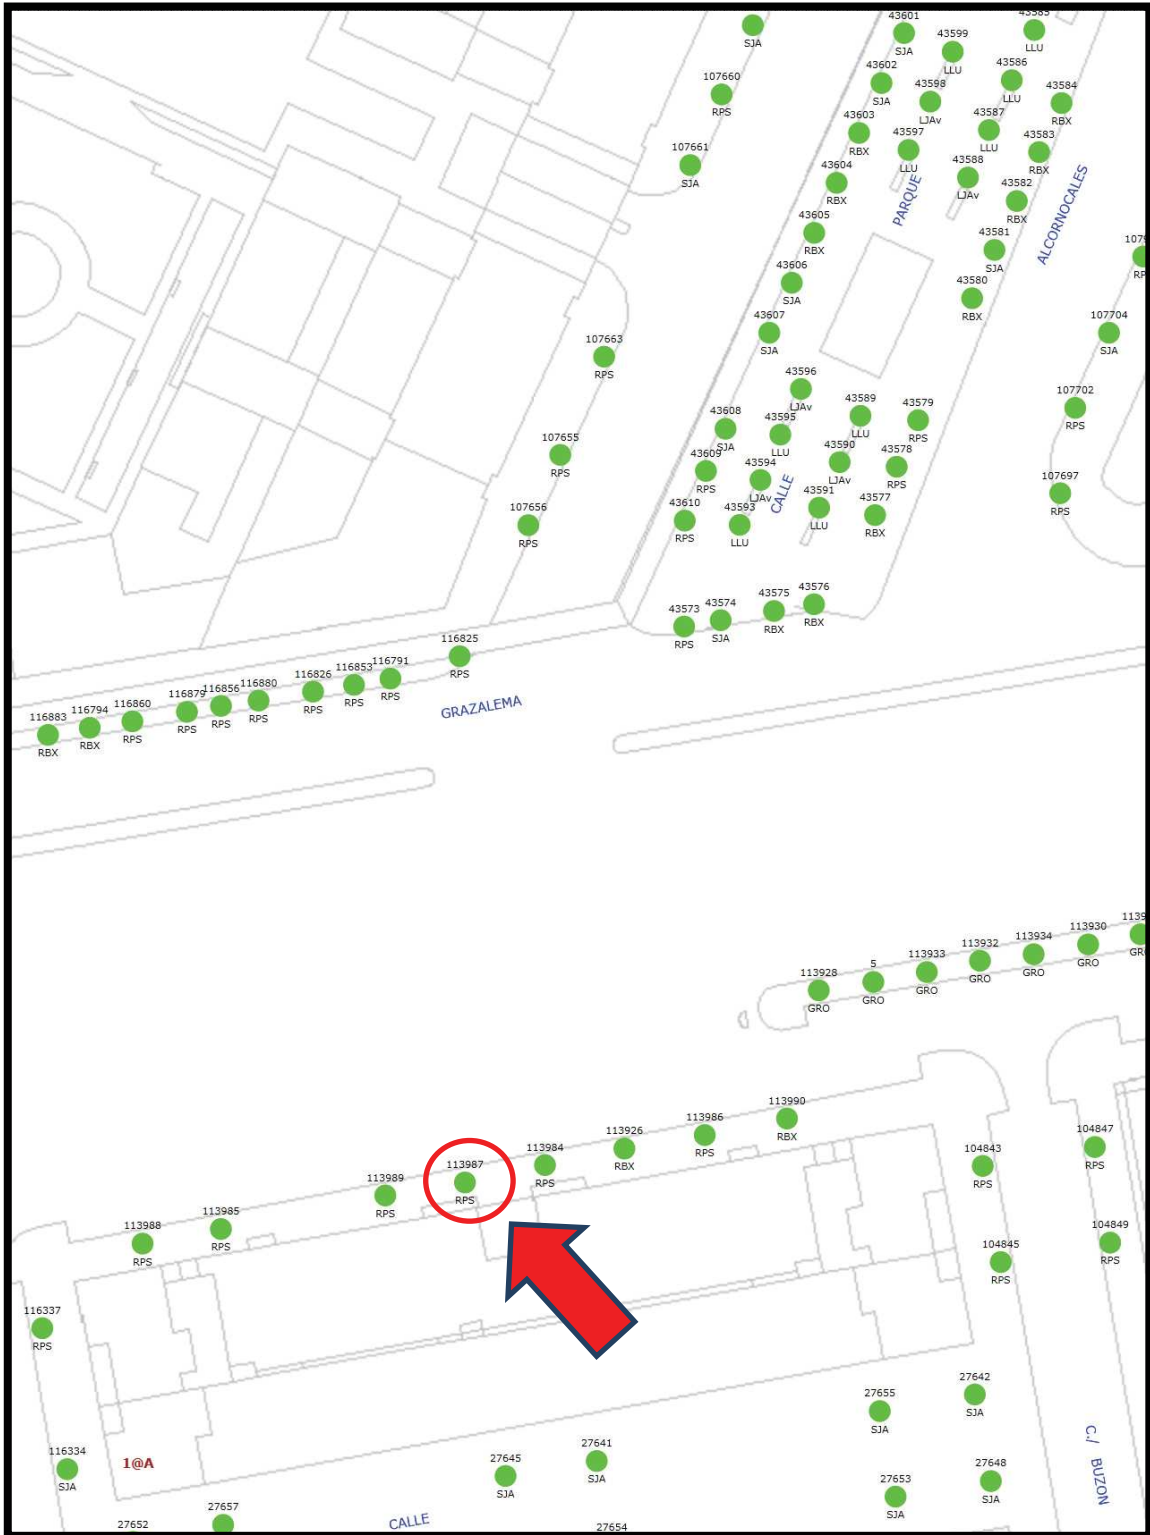 SJA
43601
SJA
43599
LLU
43585
LLU
107660
RPS
43602
SJA
43598
LJAv
43586
LLU
43584
RBX
107661
SJA
43603
RBX
43597
LLU
43587
LLU
43583
RBX
43604
RBX
43588
LJAv
43582
RBX
PARQUE
ALCORNOCALES
43605
RBX
43581
SJA
43606
SJA
43580
RBX
43607
SJA
107704
SJA
107663
RPS
43596
LJAv
107702
RPS
43589
LLU
43579
RPS
43608
SJA
43595
LLU
107655
RPS
43590
LJAv
43578
RPS
43609
RPS
43594
LJAv
CALLE
107697
RPS
107656
RPS
43610
RPS
43593
LLU
43591
LLU
43577
RBX
43573
RPS
43574
SJA
43575
RBX
43576
RBX
116825
RPS
116883
RBX
116794
RBX
116860
RPS
116879
RPS
116856
RPS
116880
RPS
116826
RPS
116853
RPS
116791
RPS
GRAZALEMA
113928
GRO
5
GRO
113933
GRO
113932
GRO
113934
GRO
113930
GRO
113990
RBX
113986
RPS
113926
RBX
113984
RPS
113987
RPS
113989
RPS
113985
RPS
113988
RPS
104843
RPS
104847
RPS
104845
RPS
104849
RPS
116337
RPS
27642
SJA
27655
SJA
116334
SJA
1@A
27645
SJA
27641
SJA
27653
SJA
27648
SJA
C./ BUZON
27657
27652
CALLE
27654